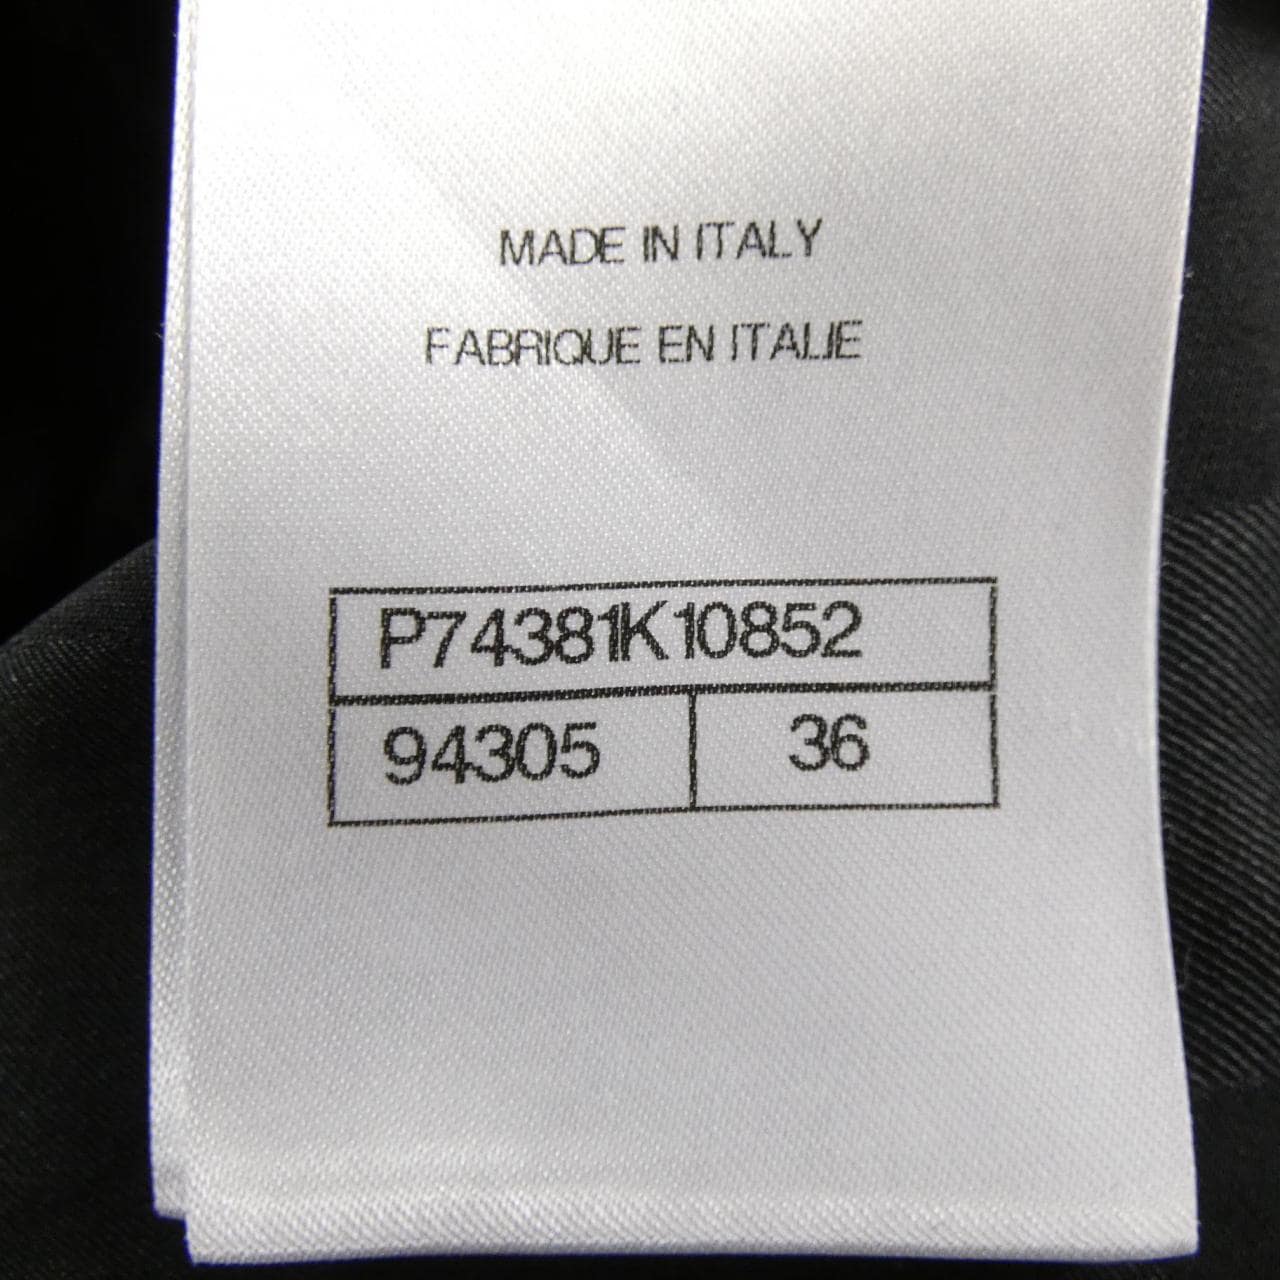 MADE IN ITALY
FABRIQUE EN ITALIE
P74381K10852
94305 36